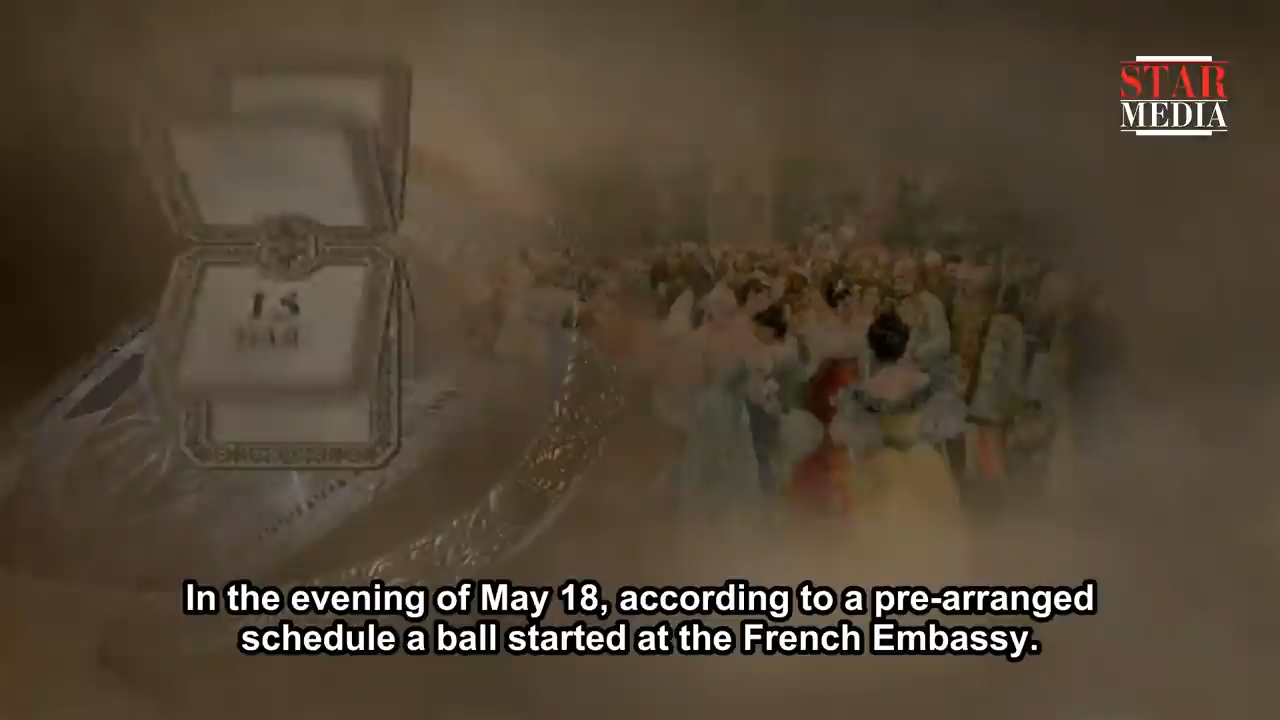 STAR
MEDIA
18
In the evening of May 18, according to a pre-arranged
schedule a ball started at the French Embassy.